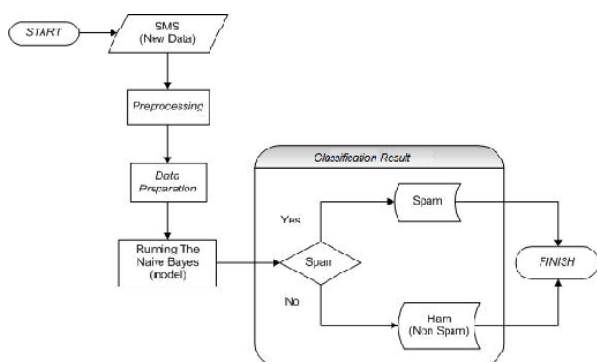 START
SMS
(New Data)
Preprocessing
Data
Preparation
Runing The
Naive Bayes
(model)
Classification Result
Yes
Spam
Spam
No
Ham
(Non Spam)
FINISH